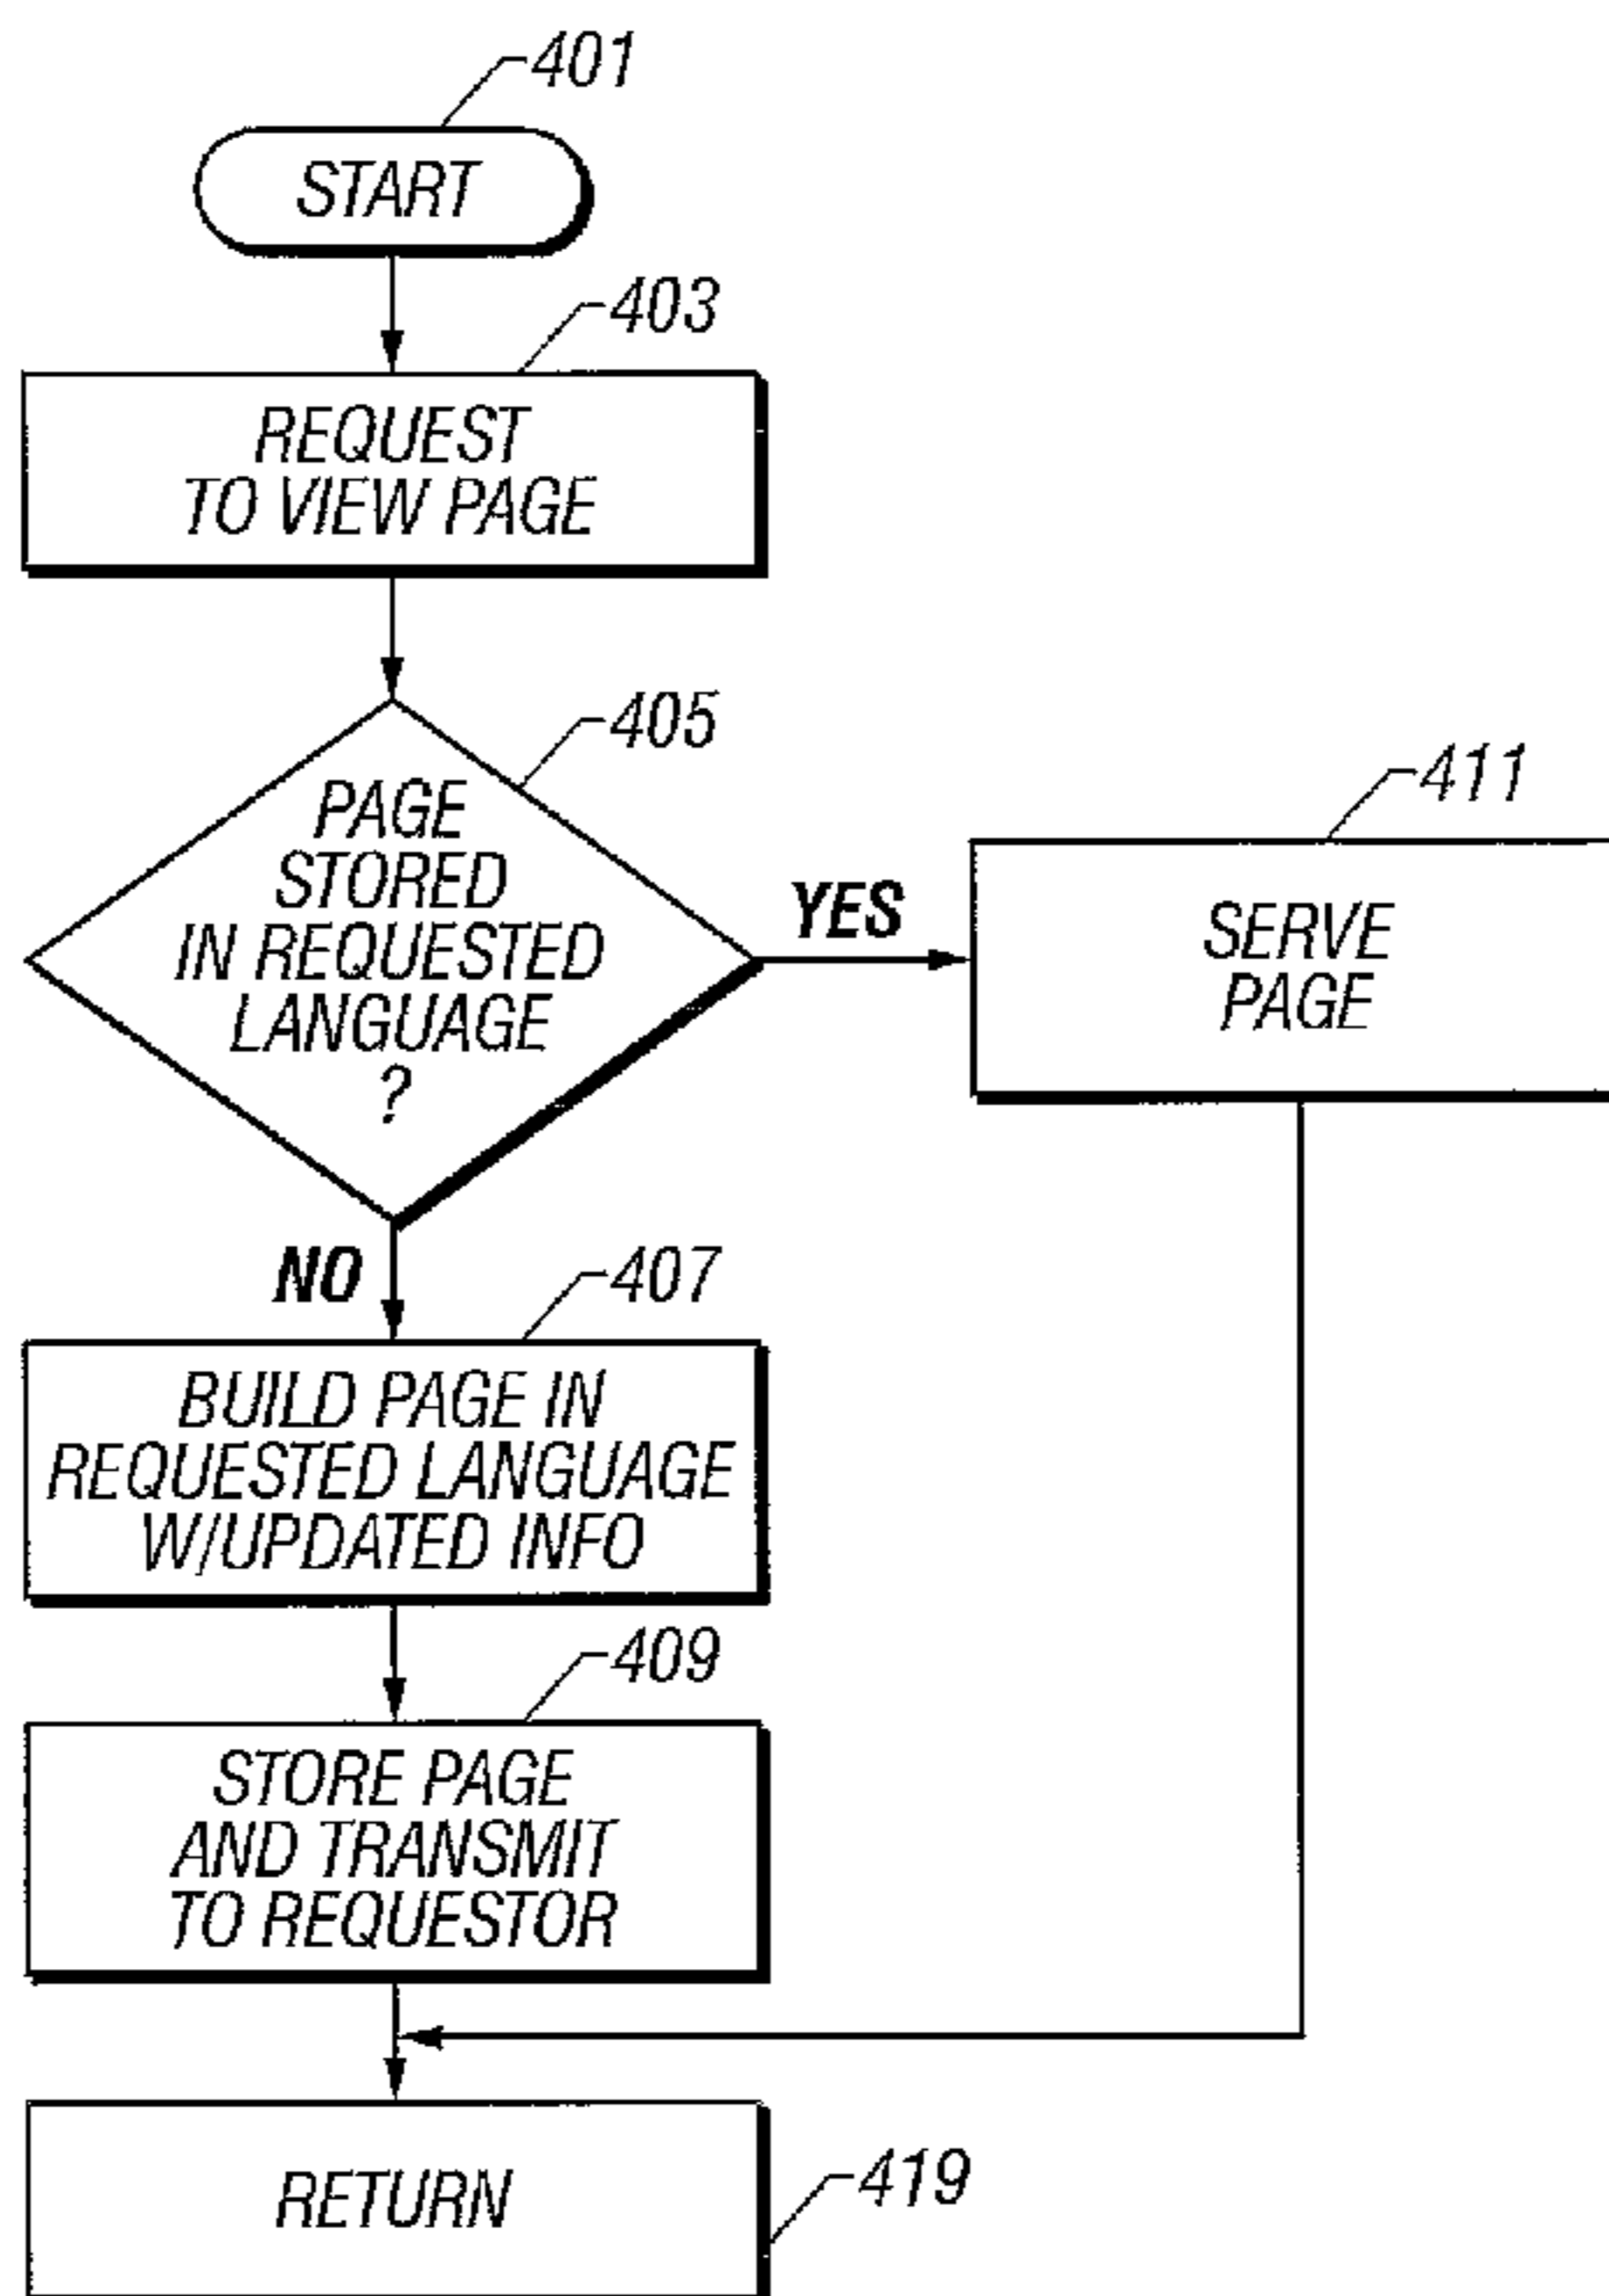 401
START
403
REQUEST
TO VIEW PAGE
405
PAGE
STORED
IN REQUESTED
LANGUAGE
?
YES
411
SERVE
PAGE
NO
407
BUILD PAGE IN
REQUESTED LANGUAGE
W/UPDATED INFO
409
STORE PAGE
AND TRANSMIT
TO REQUESTOR
RETURN
419